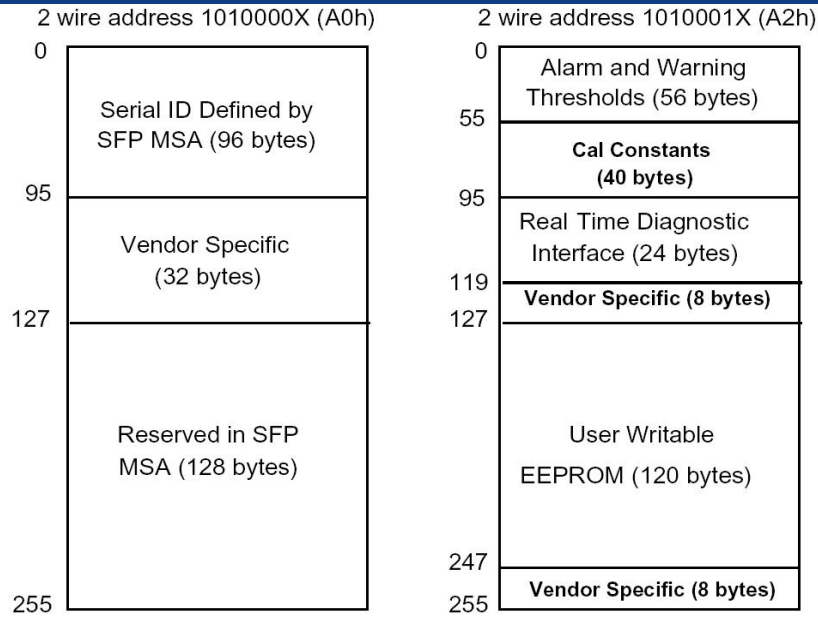 2 wire address 1010000X (A0h)
0
Serial ID Defined by
SFP MSA (96 bytes)
95
Vendor Specific
(32 bytes)
127
Reserved in SFP
MSA (128 bytes)
255
2 wire address 1010001X (A2h)
0
Alarm and Warning
Thresholds (56 bytes)
55
Cal Constants
(40 bytes)
95
Real Time Diagnostic
Interface (24 bytes)
119
Vendor Specific (8 bytes)
127
User Writable
EEPROM (120 bytes)
247
Vendor Specific (8 bytes)
255